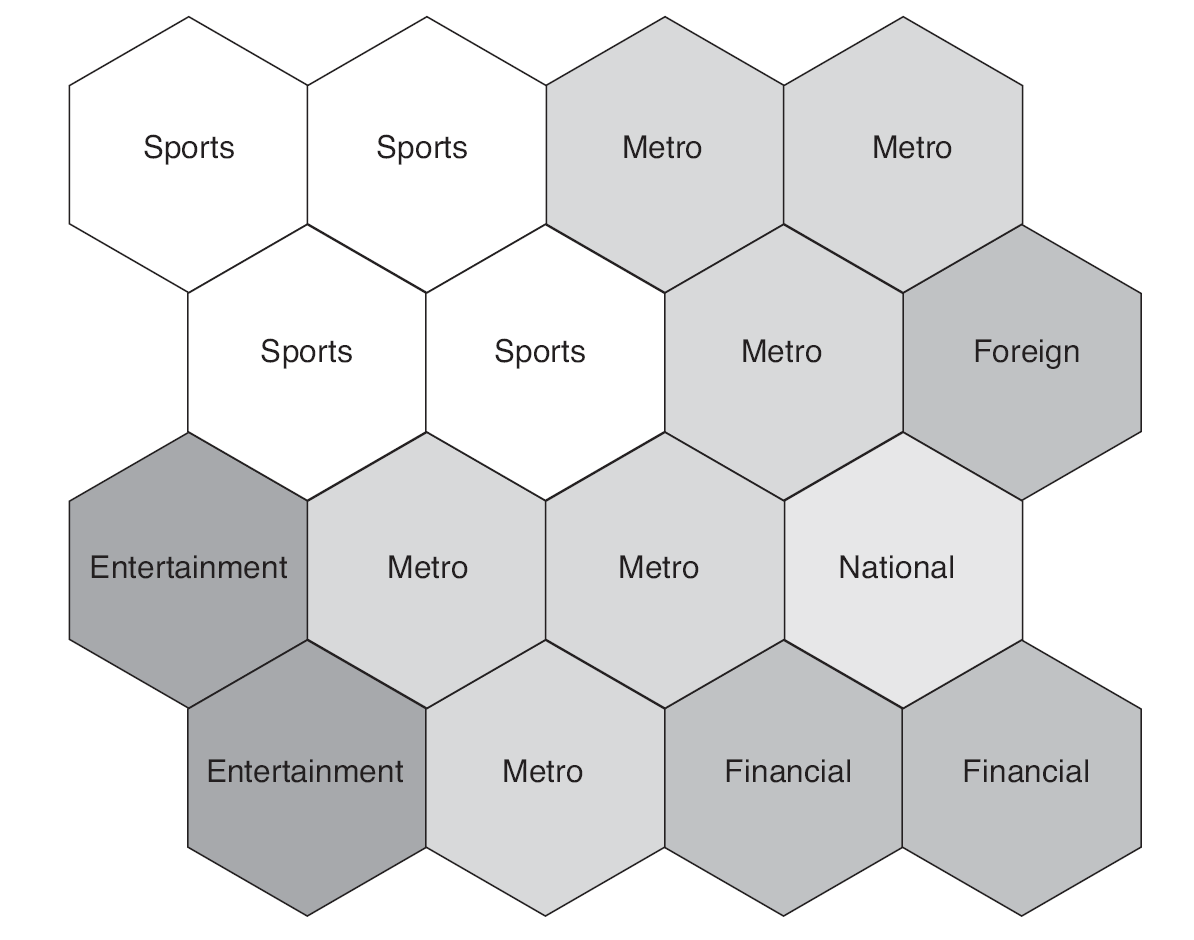 Sports Sports Metro Metro
Sports Sports Metro Foreign
Entertainment Metro Metro National
Entertainment Metro Financial Financial